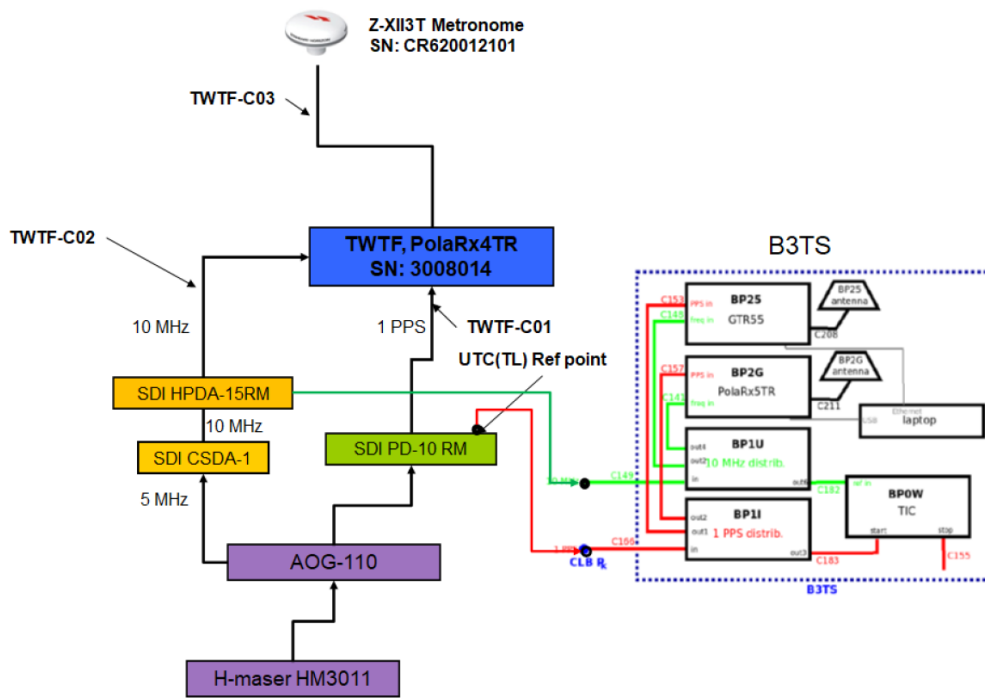 Z-XII3T Metronome
SN: CR620012101
TWTF-C03
TWTF-C02
TWTF, PolaRx4TR
SN: 3008014
10 MHz
1 PPS
TWTF-C01
UTC(TL) Ref point
SDI HPDA-15RM
10 MHz
SDI CSDA-1
SDI PD-10 RM
5 MHz
AOG-110
H-maser HM3011
B3TS
C153
PPS in
BP25
GTR55
C148
freq in
BP25
antenna
C208
C157
PPS in
BP2G
PolaRx5TR
freq in
BP2G
antenna
C211
Ethernet
USB
laptop
out4
out2
BP1U
10 MHz distrib.
in
out6
C149
C182
ref in
BP0W
TIC
start
stop
out2
out1
BP1I
1 PPS distrib.
in
out3
C166
C183
C155
1 PPS
CLB
B3TS